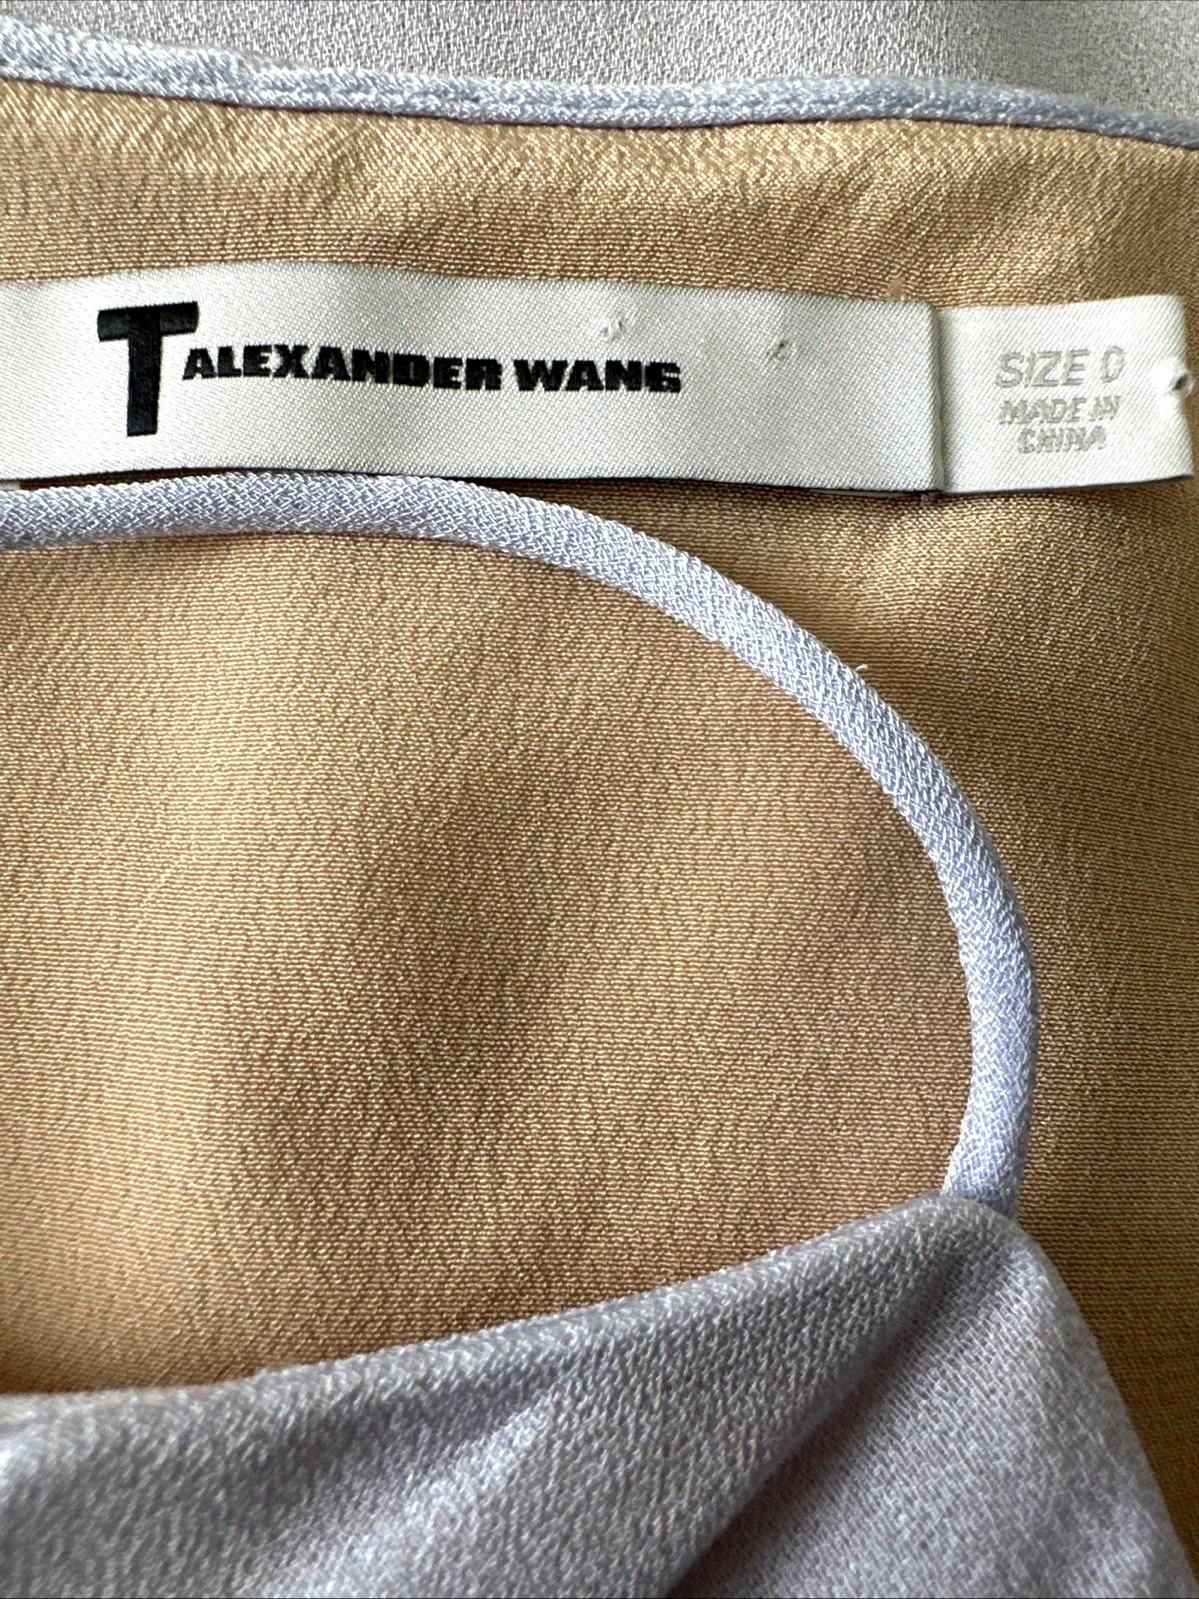 T ALEXANDER WANG
SIZE 0
MADE IN
CHINA